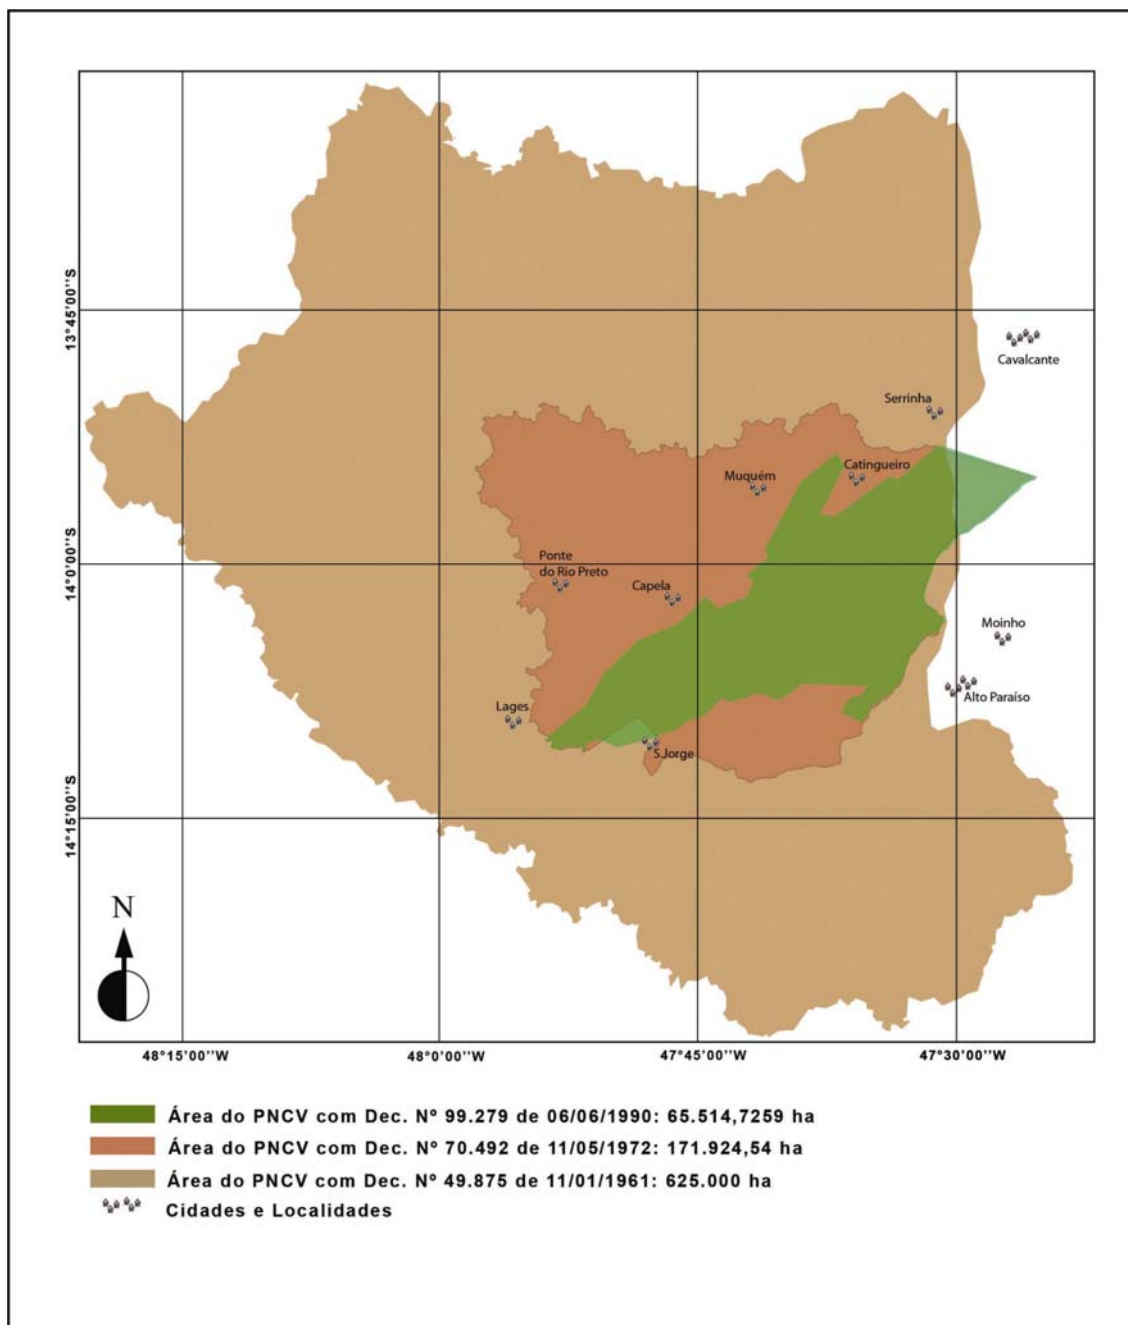 13°45'00''S
Cavalcante
Serrinha
Catingueiro
Muquém
Ponte
do Rio Preto
14°0'00''S
Capela
Moinho
Alto Paraíso
Lages
S.Jorge
14°15'00''S
N
48°15'00''W
48°0'00''W
47°45'00''W
47°30'00''W
Área do PNCV com Dec. Nº 99.279 de 06/06/1990: 65.514,7259 ha
Área do PNCV com Dec. Nº 70.492 de 11/05/1972: 171.924,54 ha
Área do PNCV com Dec. Nº 49.875 de 11/01/1961: 625.000 ha
Cidades e Localidades